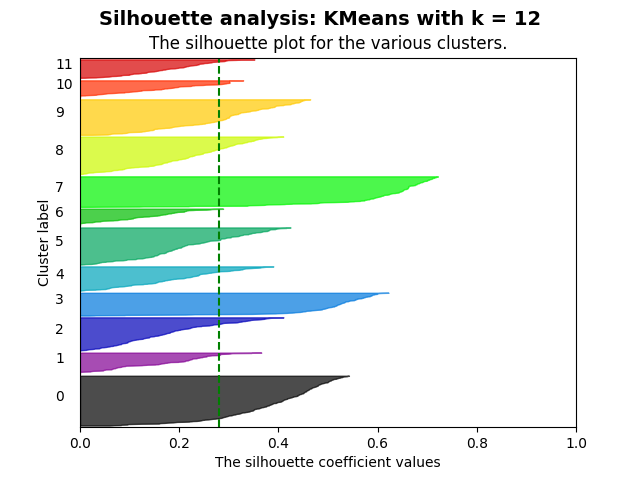 Silhouette analysis: KMeans with k = 12
The silhouette plot for the various clusters.
11
10
9
8
7
6
5
4
3
2
1
0
Cluster label
0.0 0.2 0.4 0.6 0.8 1.0
The silhouette coefficient values